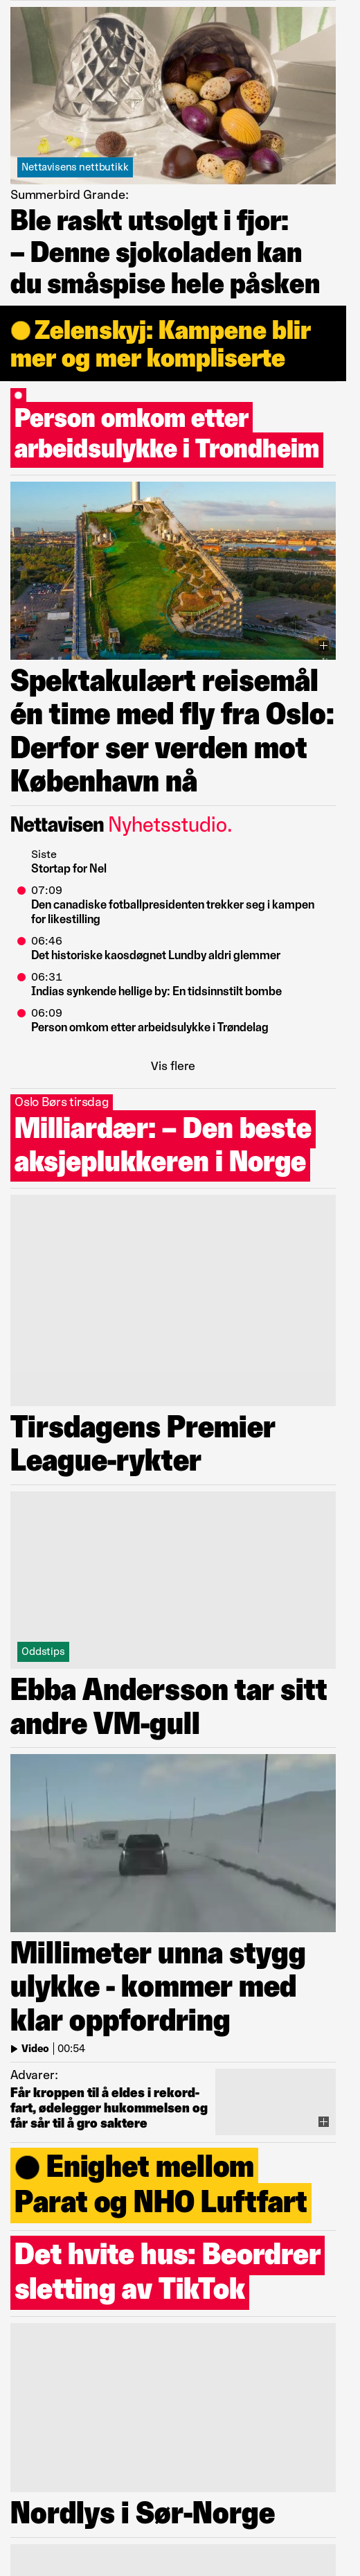 Nettavisens nettbutikk
Summerbird Grande:
Ble raskt utsolgt i fjor:
– Denne sjokoladen kan
du småspise hele påsken
Zelenskyj: Kampene blir
mer og mer kompliserte
Person omkom etter
arbeidsulykke i Trondheim
Spektakulært reisemål
én time med fly fra Oslo:
Derfor ser verden mot
København nå
Nettavisen Nyhetsstudio.
Siste
Stortap for Nel
07:09
Den canadiske fotballpresidenten trekker seg i kampen
for likestilling
06:46
Det historiske kaosdøgnet Lundby aldri glemmer
06:31
Indias synkende hellige by: En tidsinnstilt bombe
06:09
Person omkom etter arbeidsulykke i Trøndelag
Vis flere
Oslo Børs tirsdag
Milliardær: – Den beste
aksjeplukkeren i Norge
Tirsdagens Premier
League-rykter
Oddstips
Ebba Andersson tar sitt
andre VM-gull
Millimeter unna stygg
ulykke - kommer med
klar oppfordring
Video 00:54
Advarer:
Får kroppen til å eldes i rekord-
fart, ødelegger hukommelsen og
får sår til å gro saktere
Enighet mellom
Parat og NHO Luftfart
Det hvite hus: Beordrer
sletting av TikTok
Nordlys i Sør-Norge